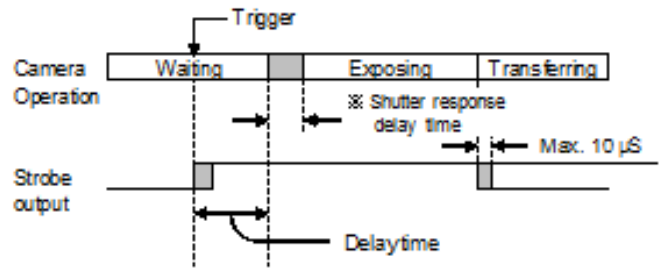 Trigger
Camera
Operation
Waiting
Exposing
Transferring
※ Shutter response
delay time
Max. 10 µS
Strobe
output
Delaytime